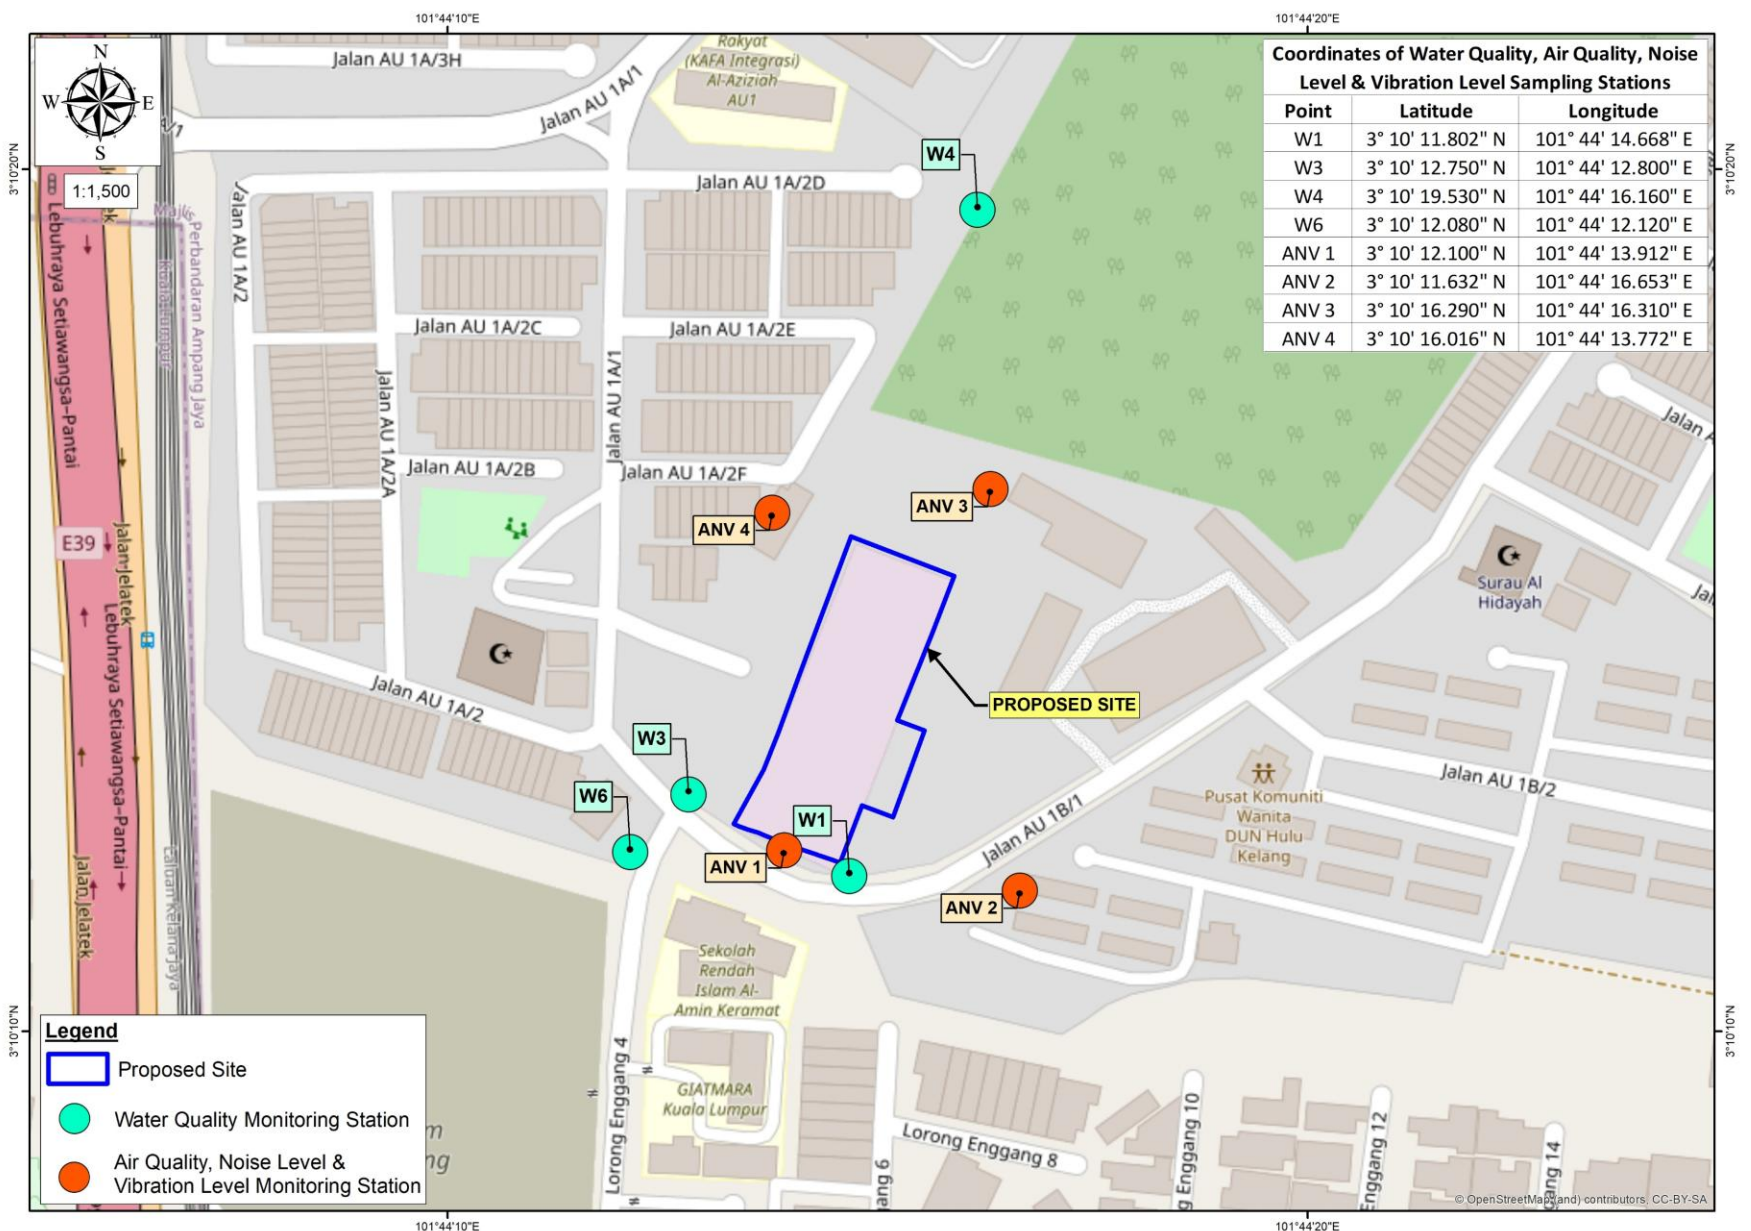 101°44'10"E
101°44'20"E
3°10'20"N
3°10'20"N
3°10'10"N
3°10'10"N
101°44'10"E
101°44'20"E
N
W
E
S
1:1,500
Coordinates of Water Quality, Air Quality, Noise
Level & Vibration Level Sampling Stations
Point Latitude Longitude
W1 3° 10' 11.802" N 101° 44' 14.668" E
W3 3° 10' 12.750" N 101° 44' 12.800" E
W4 3° 10' 19.530" N 101° 44' 16.160" E
W6 3° 10' 12.080" N 101° 44' 12.120" E
ANV 1 3° 10' 12.100" N 101° 44' 13.912" E
ANV 2 3° 10' 11.632" N 101° 44' 16.653" E
ANV 3 3° 10' 16.290" N 101° 44' 16.310" E
ANV 4 3° 10' 16.016" N 101° 44' 13.772" E
Jalan AU 1A/3H
Jalan AU 1A/1
Rakyat
(KAFA Integrasi)
Al-Aziziah
AU1
W4
Jalan AU 1A/2D
Majlis Perbandaran Ampang Jaya
Kuala Lumpur
Lebuhraya Setiawangsa-Pantai
Jalan AU 1A/2
Jalan AU 1A/2C
Jalan AU 1A/2E
Jalan AU 1A/1
Jalan AU 1A/2A
Jalan AU 1A/2B
Jalan AU 1A/2F
ANV 4
ANV 3
E39
Jalan Jelatek
Lebuhraya Setiawangsa-Pantai
Surau Al
Hidayah
Jalan AU 1A/2
PROPOSED SITE
W3
W6
W1
ANV 1
ANV 2
Jalan AU 1B/1
Jalan AU 1B/2
Pusat Komuniti
Wanita
DUN Hulu
Kelang
Jalan Jelatek
Laluan Kelana Jaya
Sekolah
Rendah
Islam Al-
Amin Keramat
GIATMARA
Kuala Lumpur
Lorong Enggang 4
Lorong Enggang 8
ang 6
g Enggang 10
Enggang 12
ang 14
Legend
Proposed Site
Water Quality Monitoring Station
Air Quality, Noise Level &
Vibration Level Monitoring Station
© OpenStreetMap (and) contributors, CC-BY-SA